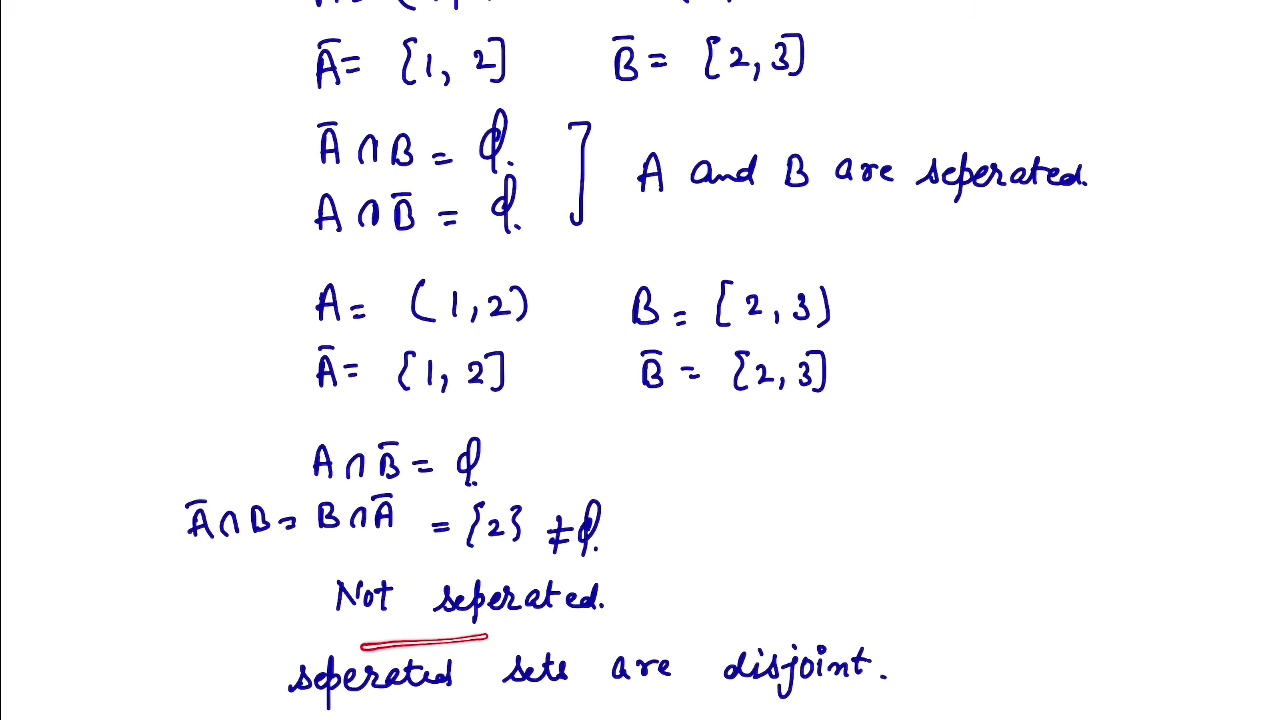 Ā = [1, 2] B̄ = [2, 3]
Ā ∩ B = ϕ.
A ∩ B̄ = ϕ.
] A and B are seperated.
A = (1, 2) B = [2, 3)
Ā = [1, 2] B̄ = [2, 3]
A ∩ B̄ = ϕ
Ā ∩ B = B ∩ Ā = {2} ≠ ϕ.
Not seperated.
seperated sets are disjoint.